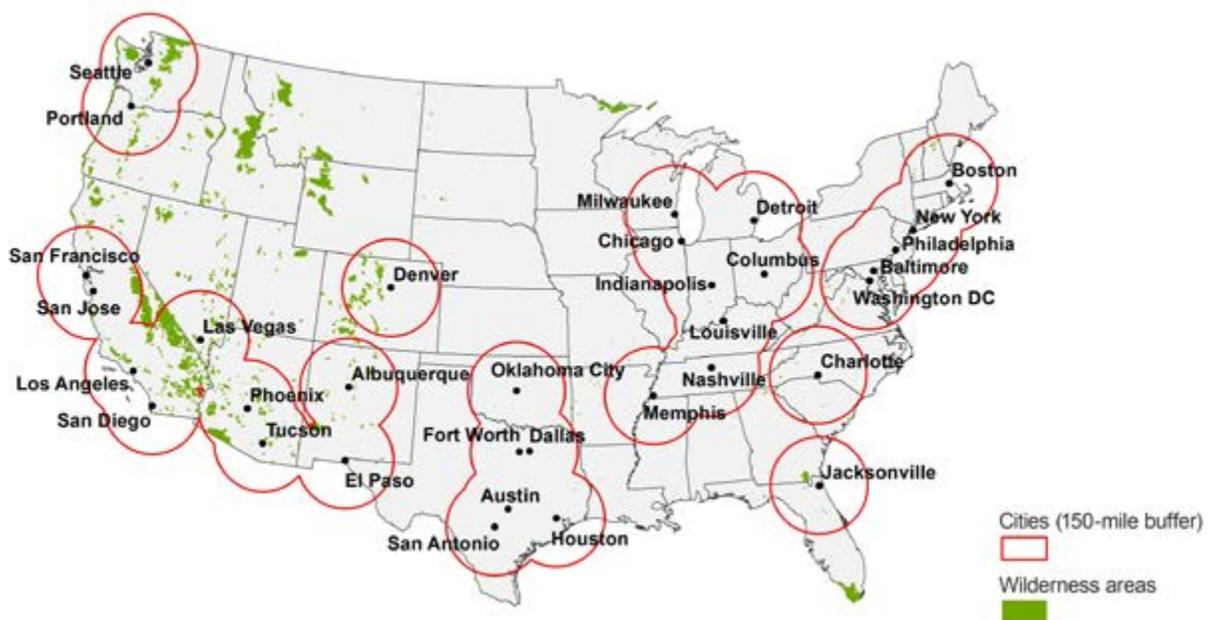 Seattle
Portland
Boston
Milwaukee
Detroit
New York
Chicago
Philadelphia
San Francisco
Denver
Columbus
Baltimore
Indianapolis
Washington DC
San Jose
Las Vegas
Louisville
Charlotte
Albuquerque
Oklahoma City
Nashville
Los Angeles
Phoenix
Memphis
San Diego
Tucson
Fort Worth
Dallas
El Paso
Jacksonville
Austin
San Antonio
Houston
Cities (150-mile buffer)
Wilderness areas